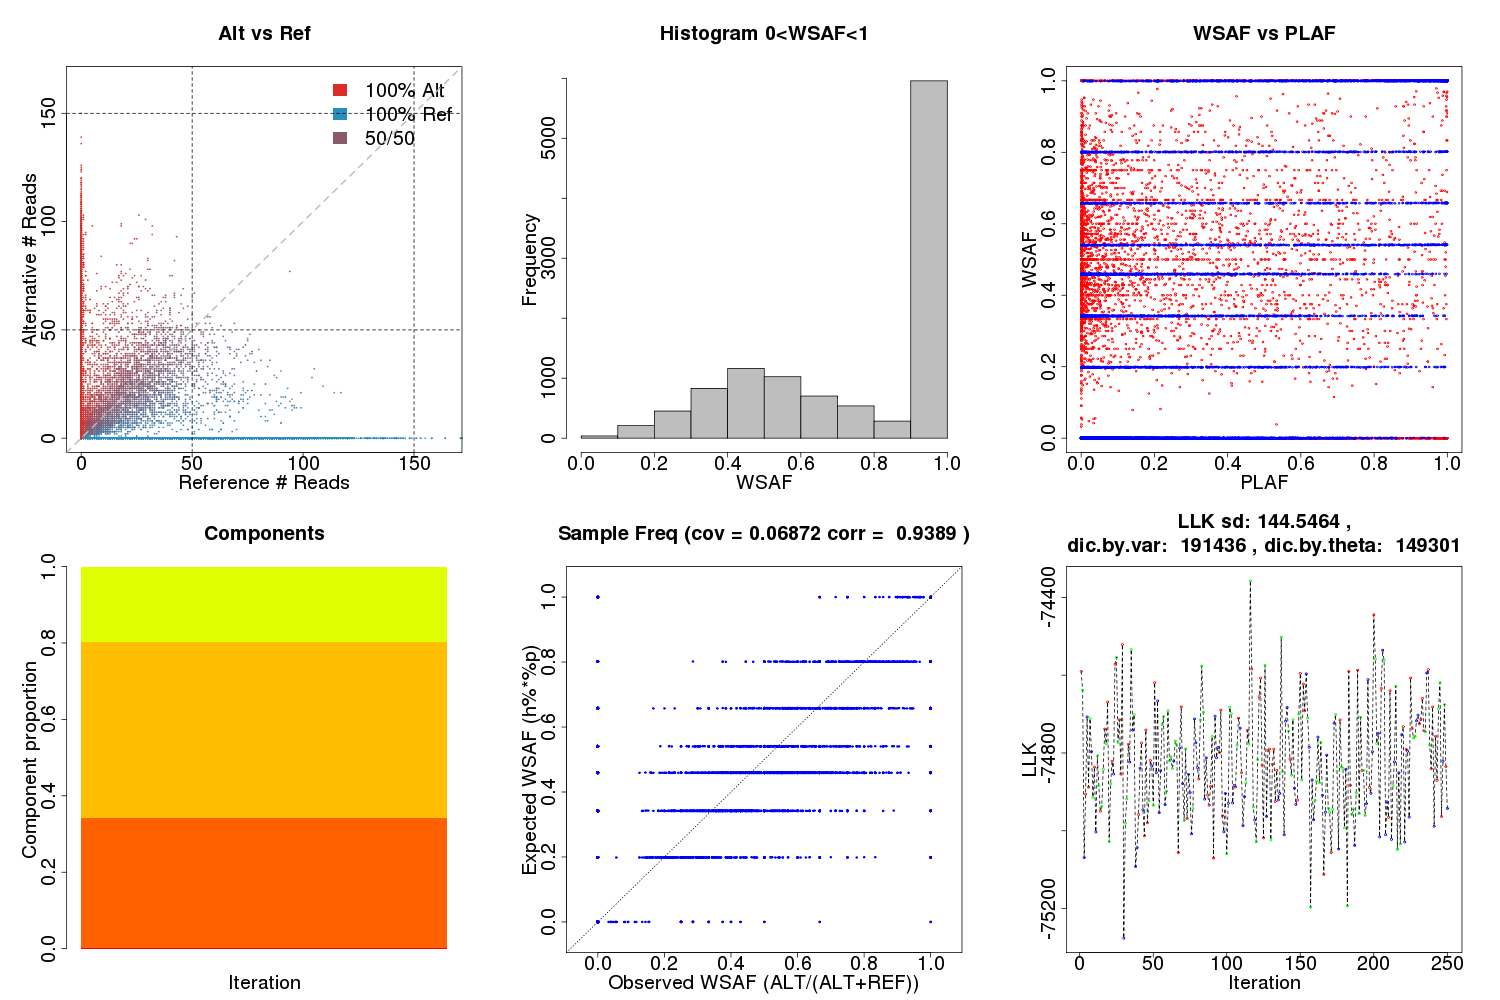 Alt vs Ref
100% Alt
100% Ref
50/50
Alternative # Reads
0
50
100
150
0
50
100
150
Reference # Reads
Histogram 0<WSAF<1
Frequency
0
1000
3000
5000
0.0
0.2
0.4
0.6
0.8
1.0
WSAF
WSAF vs PLAF
WSAF
0.0
0.2
0.4
0.6
0.8
1.0
0.0
0.2
0.4
0.6
0.8
1.0
PLAF
Components
Component proportion
0.0
0.2
0.4
0.6
0.8
1.0
Iteration
Sample Freq (cov = 0.06872 corr = 0.9389 )
Expected WSAF (h%*%p)
0.0
0.2
0.4
0.6
0.8
1.0
0.0
0.2
0.4
0.6
0.8
1.0
Observed WSAF (ALT/(ALT+REF))
LLK sd: 144.5464 ,
dic.by.var: 191436 , dic.by.theta: 149301
LLK
-75200
-74800
-74400
0
50
100
150
200
250
Iteration